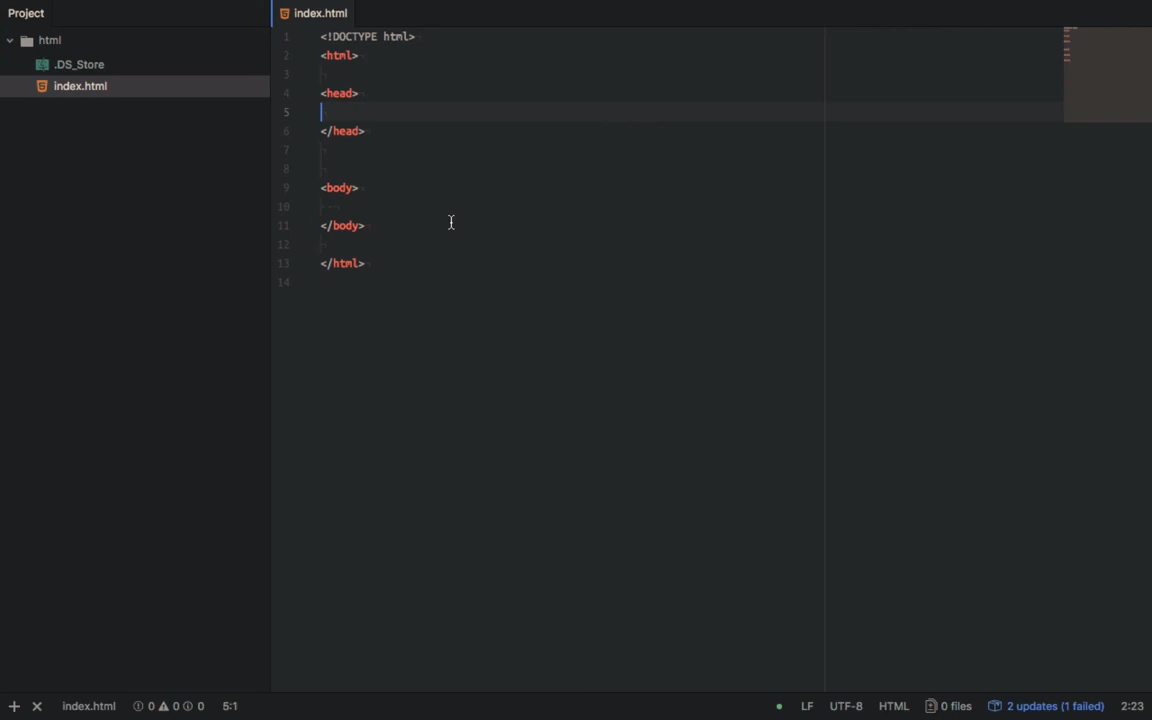 Project
index.html
html
.DS_Store
index.html
1 <!DOCTYPE html>
2 <html>
3
4 <head>
5
6 </head>
7
8
9 <body>
10
11 </body>
12
13 </html>
14
index.html 0 0 0 5:1 LF UTF-8 HTML 0 files 2 updates (1 failed) 2:23